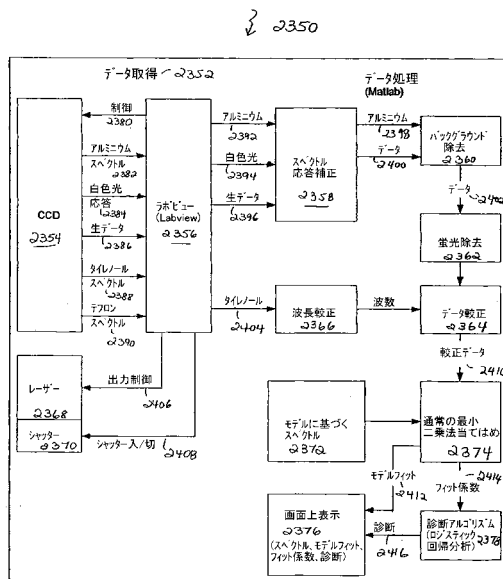 2350
データ取得 2352
データ処理
(Matlab)
制御
2380
アルミニウム
スペクトル
2382
白色光
応答
2384
生データ
2386
タイレノール
スペクトル
2388
テフロン
スペクトル
2390
CCD
2354
ラボビュー
(Labview)
2356
アルミニウム
2392
白色光
2394
生データ
2396
スペクトル
応答補正
2358
アルミニウム
2398
データ
2400
バックグラウンド
除去
2360
データ
2402
蛍光除去
2362
タイレノール
2404
波長較正
2366
波数
データ較正
2364
較正データ
2410
レーザー
2368
シャッター
2370
出力制御
2406
シャッター入/切
2408
モデルに基づく
スペクトル
2372
通常の最小
二乗法当てはめ
2374
モデルフィット
2412
2414
フィット係数
画面上表示
2376
(スペクトル、モデルフィット、
フィット係数、診断)
診断
2416
診断アルゴリズム
(ロジスティック 2378
回帰分析)